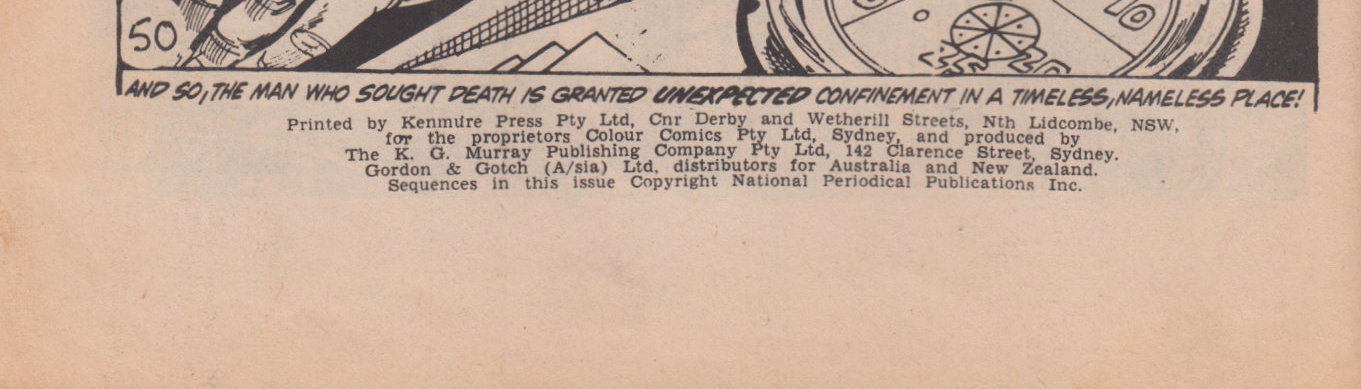 50
10
AND SO, THE MAN WHO SOUGHT DEATH IS GRANTED UNEXPECTED CONFINEMENT IN A TIMELESS, NAMELESS PLACE!
Printed by Kenmure Press Pty Ltd, Cnr Derby and Wetherill Streets, Nth Lidcombe, NSW,
for the proprietors Colour Comics Pty Ltd, Sydney, and produced by
The K. G. Murray Publishing Company Pty Ltd, 142 Clarence Street, Sydney.
Gordon & Gotch (A/sia) Ltd, distributors for Australia and New Zealand.
Sequences in this issue Copyright National Periodical Publications Inc.